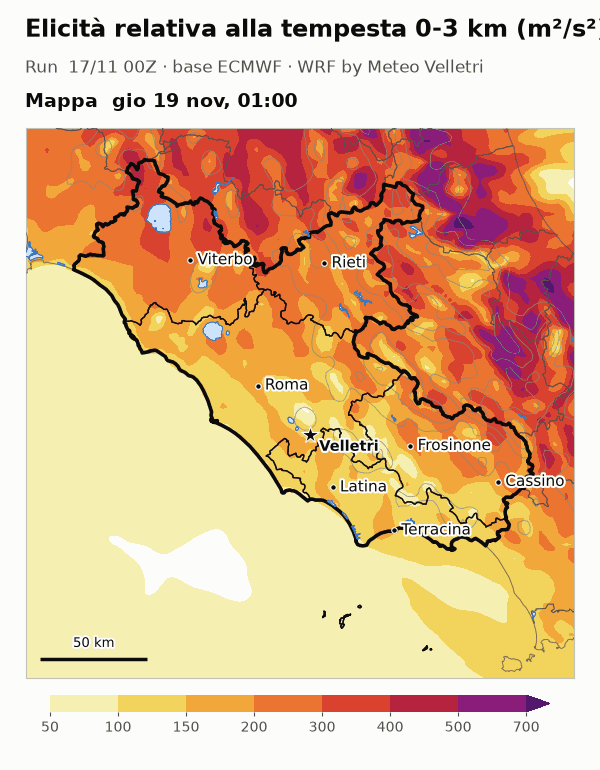 Elicità relativa alla tempesta 0-3 km (m²/s²)
Run 17/11 00Z · base ECMWF · WRF by Meteo Velletri
Mappa gio 19 nov, 01:00
Viterbo
Rieti
Roma
Velletri
Frosinone
Latina
Cassino
Terracina
50 km
50 100 150 200 300 400 500 700